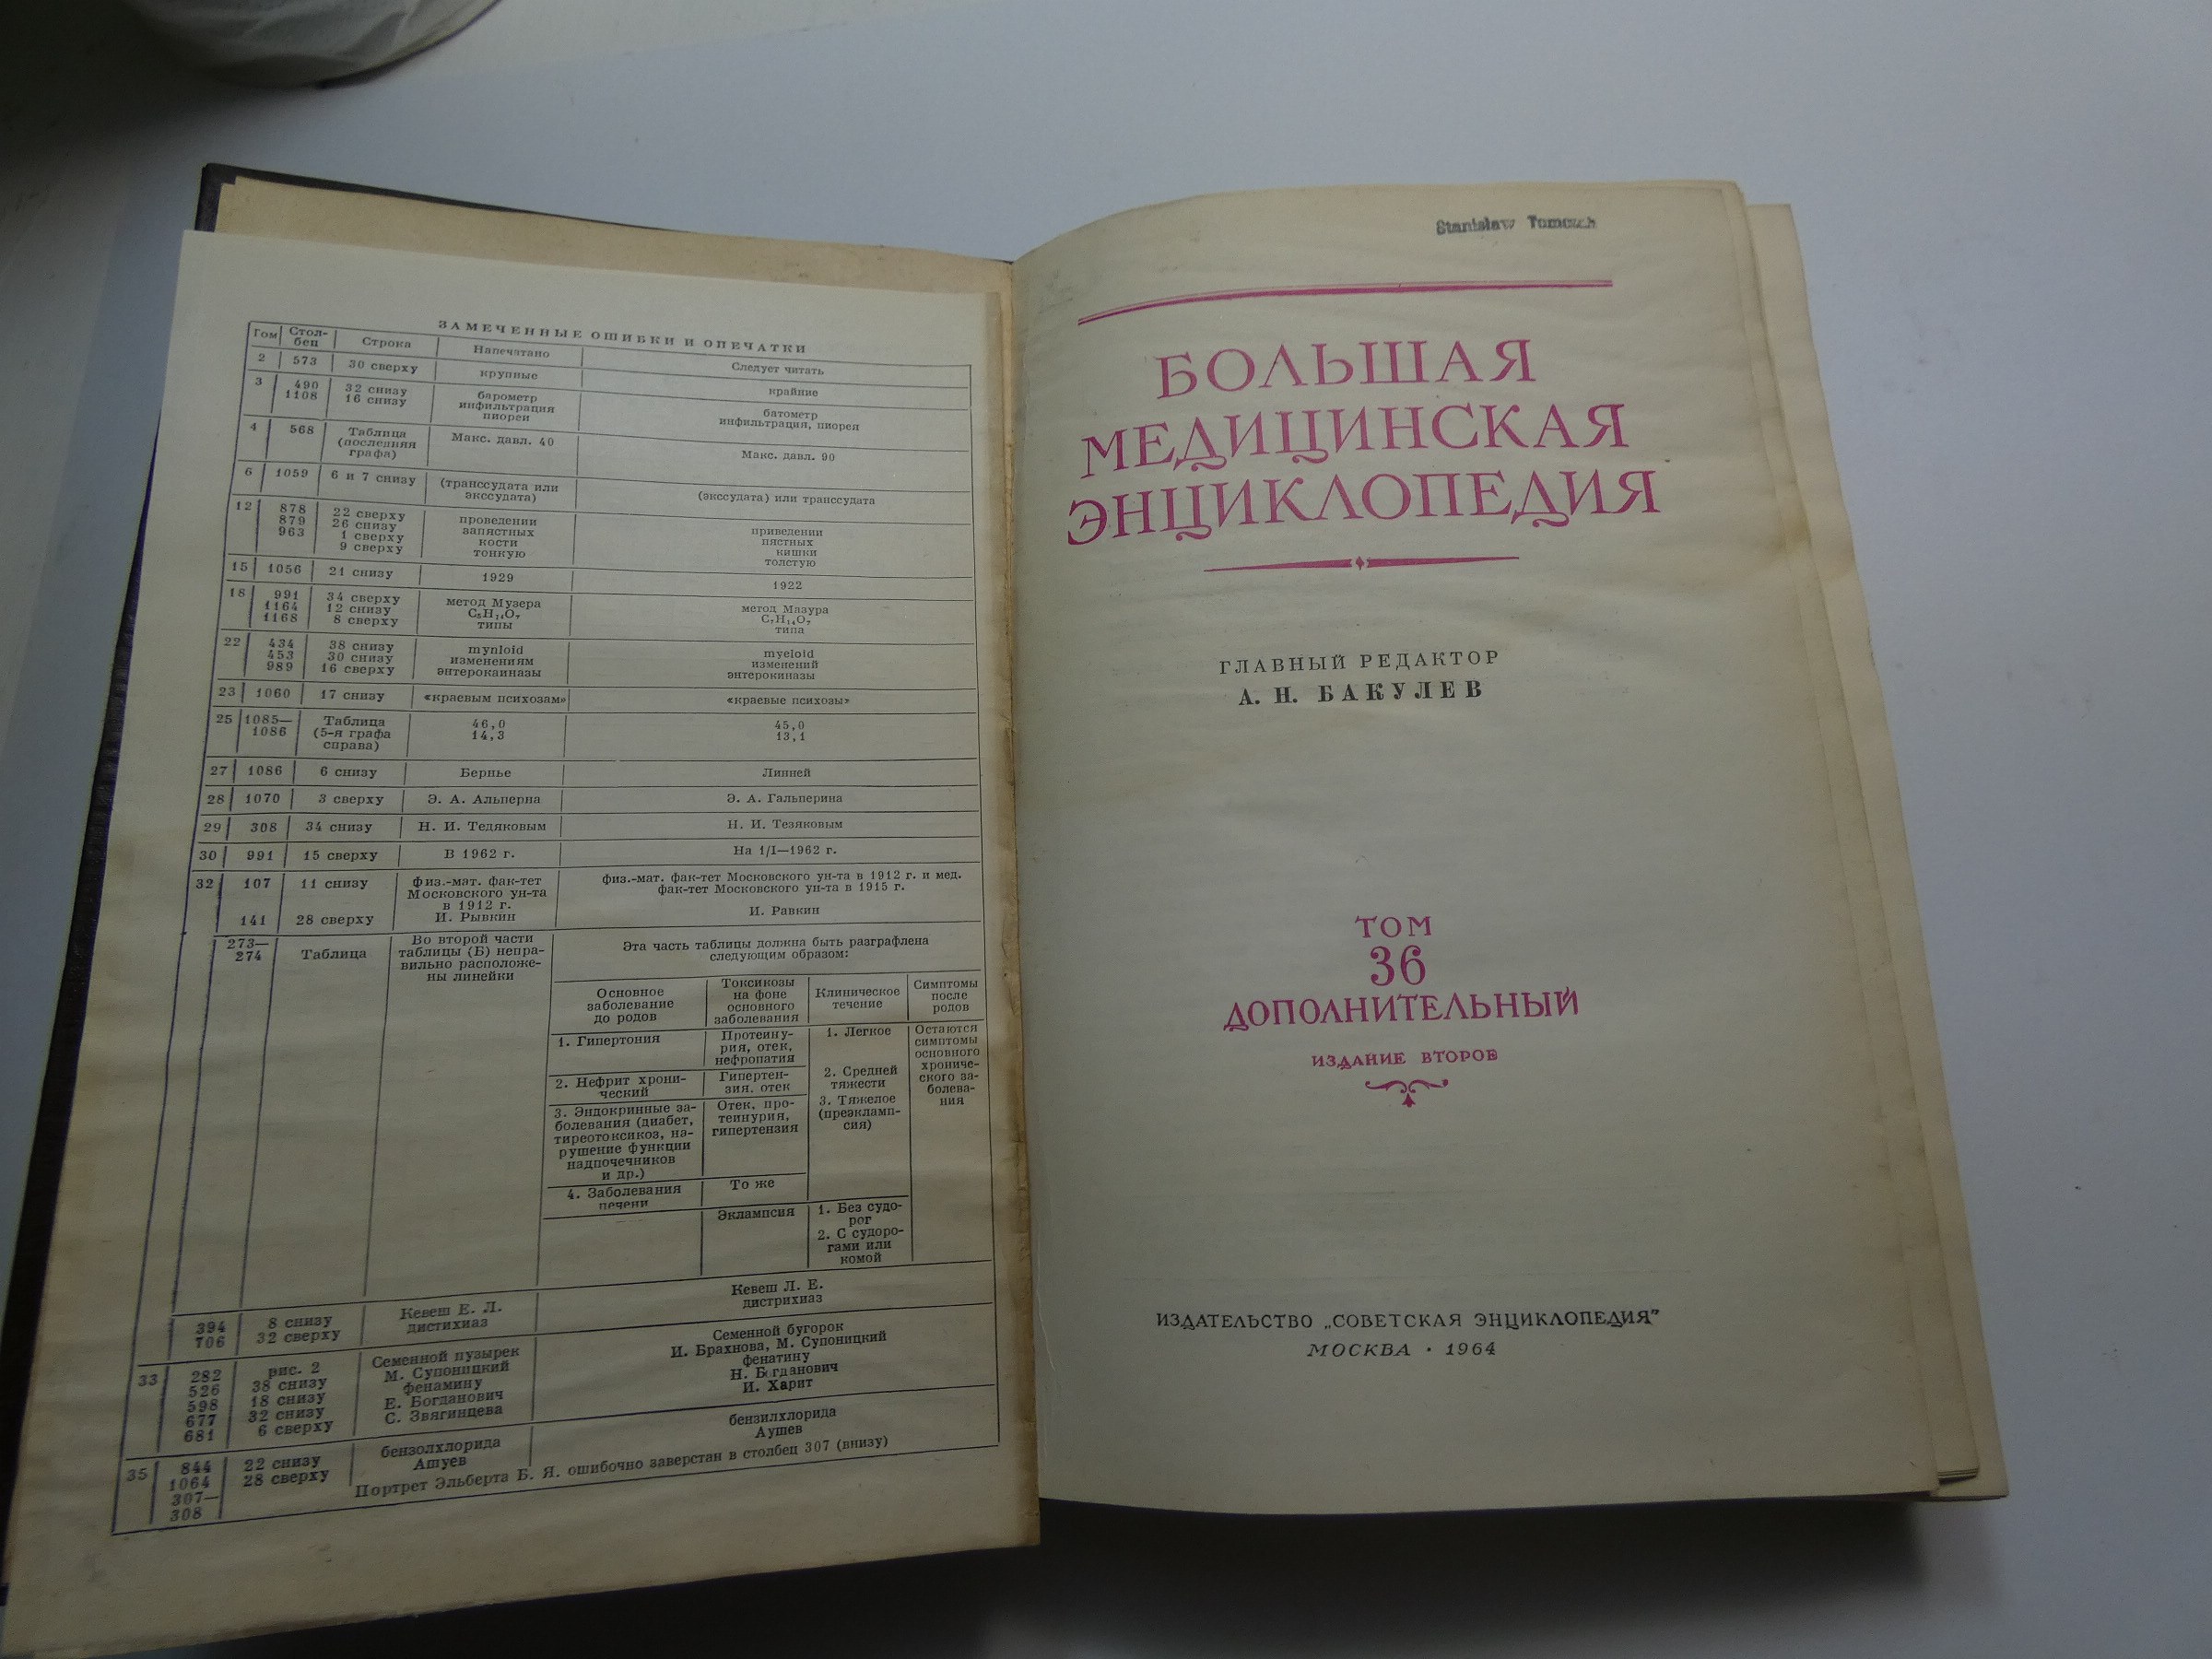 ЗАМЕЧЕННЫЕ ОШИБКИ И ОПЕЧАТКИ
Том Стол-бец Строка Напечатано Следует читать
2 573 30 сверху крупные крайние
3 490 32 снизу барометр батометр
1108 16 снизу инфильтрация пиореи инфильтрация, пиорея
4 568 Таблица (последняя графа) Макс. давл. 40 Макс. давл. 90
6 1059 6 и 7 снизу (транссудата или экссудата) (экссудата) или транссудата
12 878 22 сверху проведении приведении
879 26 снизу запястных пястных
963 1 сверху кости кишки
9 сверху тонкую толстую
15 1056 21 снизу 1929 1922
18 991 34 сверху метод Музера метод Мазура
1164 12 снизу C₅H₁₄O₇ C₇H₁₄O₇
1168 8 сверху типы типа
22 434 38 снизу mynloid myeloid
453 30 снизу изменениям изменений
989 16 сверху энтерокаиназы энтерокиназы
23 1060 17 снизу «краевым психозам» «краевые психозы»
25 1085—1086 Таблица (5-я графа справа) 46,0 45,0
14,3 13,1
27 1086 6 снизу Бернье Линней
28 1070 3 сверху Э. А. Альперна Э. А. Гальперина
29 308 34 снизу Н. И. Тедяковым Н. И. Тезяковым
30 991 15 сверху В 1962 г. На 1/I—1962 г.
32 107 11 снизу Физ.-мат. фак-тет Московского ун-та в 1912 г. физ.-мат. фак-тет Московского ун-та в 1912 г. и мед. фак-тет Московского ун-та в 1915 г.
141 28 сверху И. Рывкин И. Равкин
273—274 Таблица Во второй части таблицы (Б) неправильно расположены линейки Эта часть таблицы должна быть разграфлена следующим образом:
Основное заболевание до родов Токсикозы на фоне основного заболевания Клиническое течение Симптомы после родов
1. Гипертония Протеинурия, отек, нефропатия 1. Легкое Остаются симптомы основного хронического заболевания
2. Нефрит хронический Гипертензия, отек 2. Средней тяжести
3. Эндокринные заболевания (диабет, тиреотоксикоз, нарушение функции надпочечников и др.) Отек, протеинурия, гипертензия 3. Тяжелое (преэклампсия)
4. Заболевания печени То же
Эклампсия 1. Без судорог
2. С судорогами или комой
394 8 снизу Кевеш Е. Л. Кевеш Л. Е.
706 32 сверху дистихиаз дистрихиаз
33 282 рис. 2 Семенной пузырек Семенной бугорок
526 38 снизу М. Супоницкий И. Брахнова, М. Супоницкий
598 18 снизу фенамину фенатину
677 32 снизу Е. Богданович Н. Богданович
681 6 сверху С. Звягинцева И. Харит
35 844 22 снизу бензолхлорида бензилхлорида
1064 28 сверху Ашуев Аушев
307—308 Портрет Эльберта Б. Я. ошибочно заверстан в столбец 307 (внизу)
Stanisław
БОЛЬШАЯ
МЕДИЦИНСКАЯ
ЭНЦИКЛОПЕДИЯ
ГЛАВНЫЙ РЕДАКТОР
А. Н. БАКУЛЕВ
ТОМ
36
ДОПОЛНИТЕЛЬНЫЙ
ИЗДАНИЕ ВТОРОЕ
ИЗДАТЕЛЬСТВО „СОВЕТСКАЯ ЭНЦИКЛОПЕДИЯ"
МОСКВА · 1964